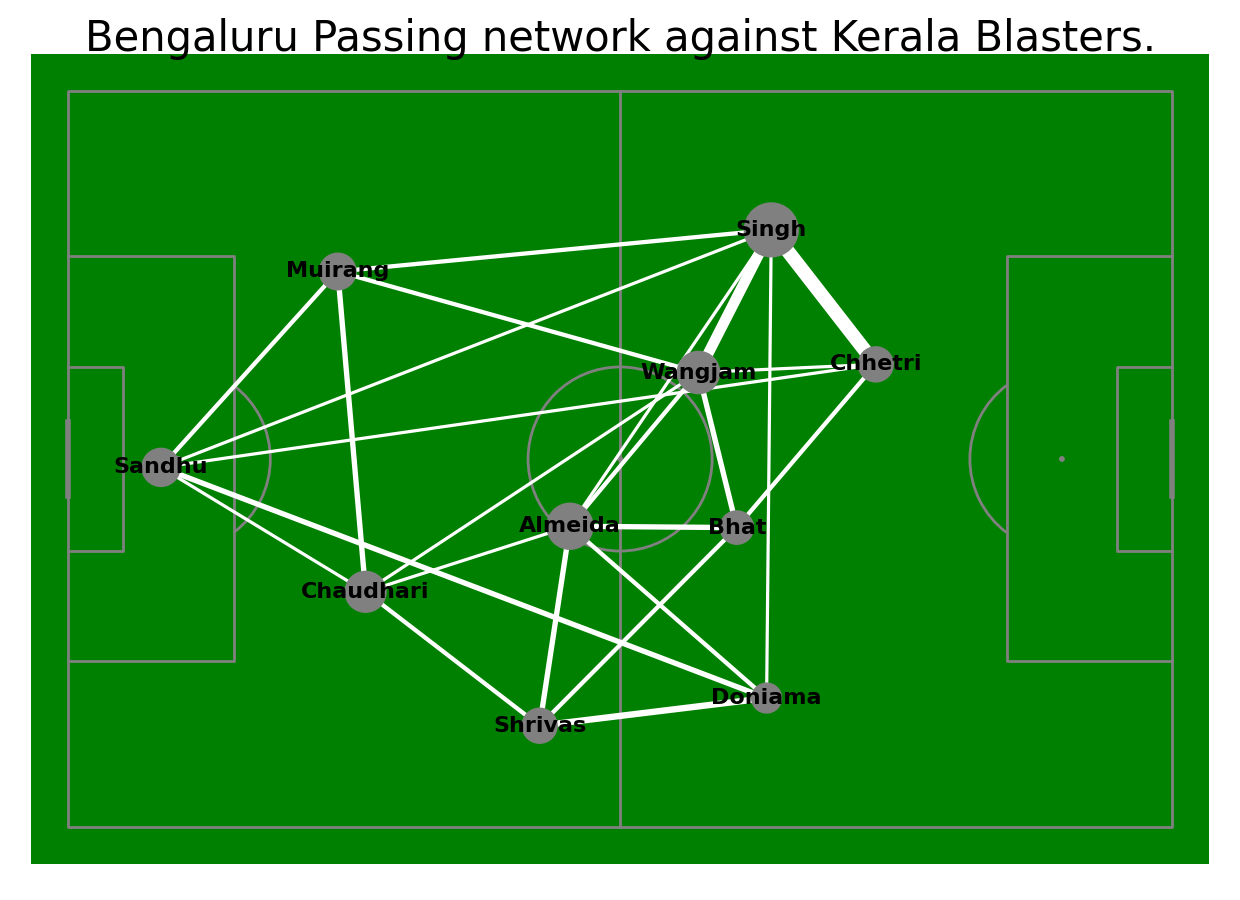 Bengaluru Passing network against Kerala Blasters.
Singh
Muirang
Chhetri
Wangjam
Sandhu
Almeida
Bhat
Chaudhari
Doniama
Shrivas